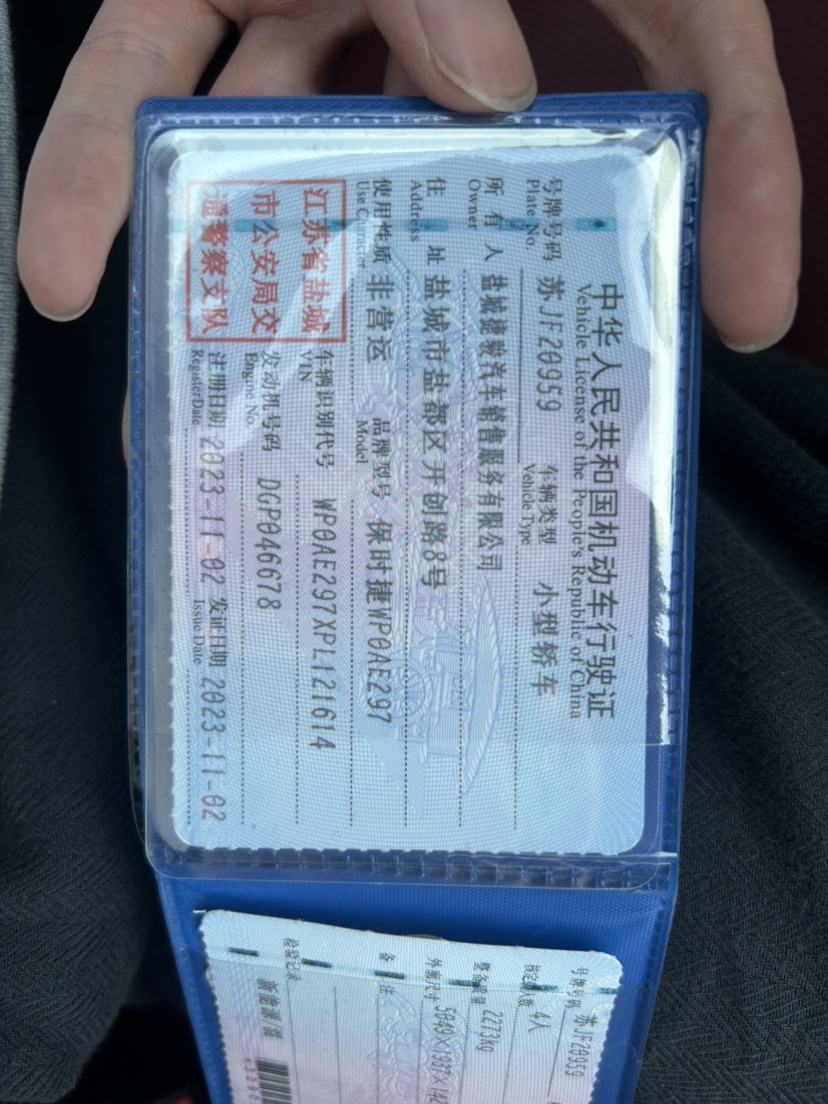 中华人民共和国机动车行驶证
Vehicle License of the People's Republic of China
号牌号码 苏JF20959 车辆类型 小型轿车
Plate No. Vehicle Type
所有人 盐城捷骏汽车销售服务有限公司
Owner
住址 盐城市盐都区开创路8号
Address
使用性质 非营运 品牌型号 保时捷WP0AE297
Use Character Model
江苏省盐城
市公安局交
通警察支队
车辆识别代号 WP0AE297XPL121614
VIN
发动机号码 DGP046678
Engine No.
注册日期 2023-11-02 发证日期 2023-11-02
Register Date Issue Date
号牌号码 苏JF20959
核定载人数 4人
整备质量 2273kg
外廓尺寸 5049×1937×142
备注
检验记录